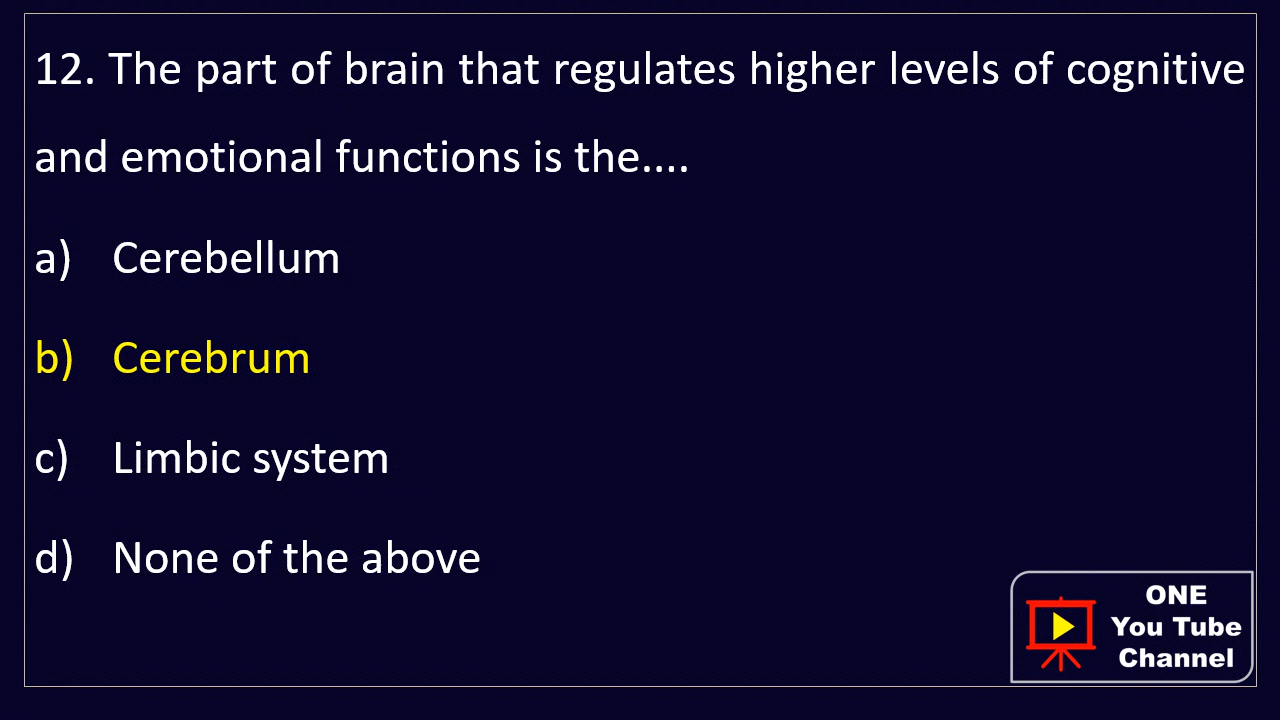 12. The part of brain that regulates higher levels of cognitive
and emotional functions is the....
a) Cerebellum
b) Cerebrum
c) Limbic system
d) None of the above
ONE
You Tube
Channel